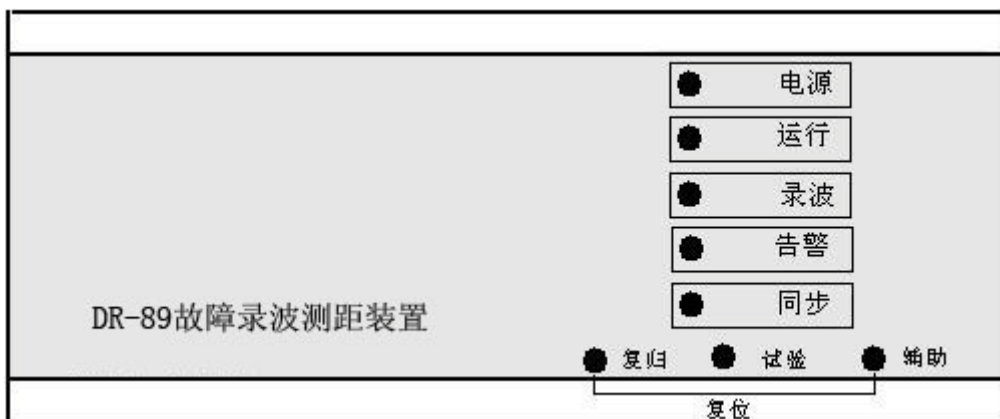 电源
运行
录波
告警
同步
DR-89故障录波测距装置
复归 试验 辅助
复位